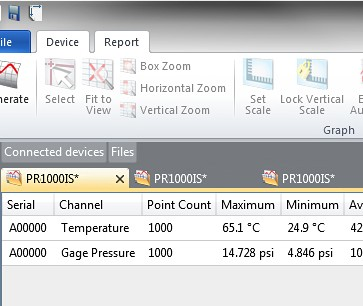 ile Device Report
nerate Select Fit to View Box Zoom Horizontal Zoom Vertical Zoom Set Scale Lock Vertical Scale Au
Graph
Connected devices Files
PR1000IS* PR1000IS* PR1000IS*
Serial Channel Point Count Maximum Minimum Av
A00000 Temperature 1000 65.1 °C 24.9 °C 42
A00000 Gage Pressure 1000 14.728 psi 4.846 psi 10